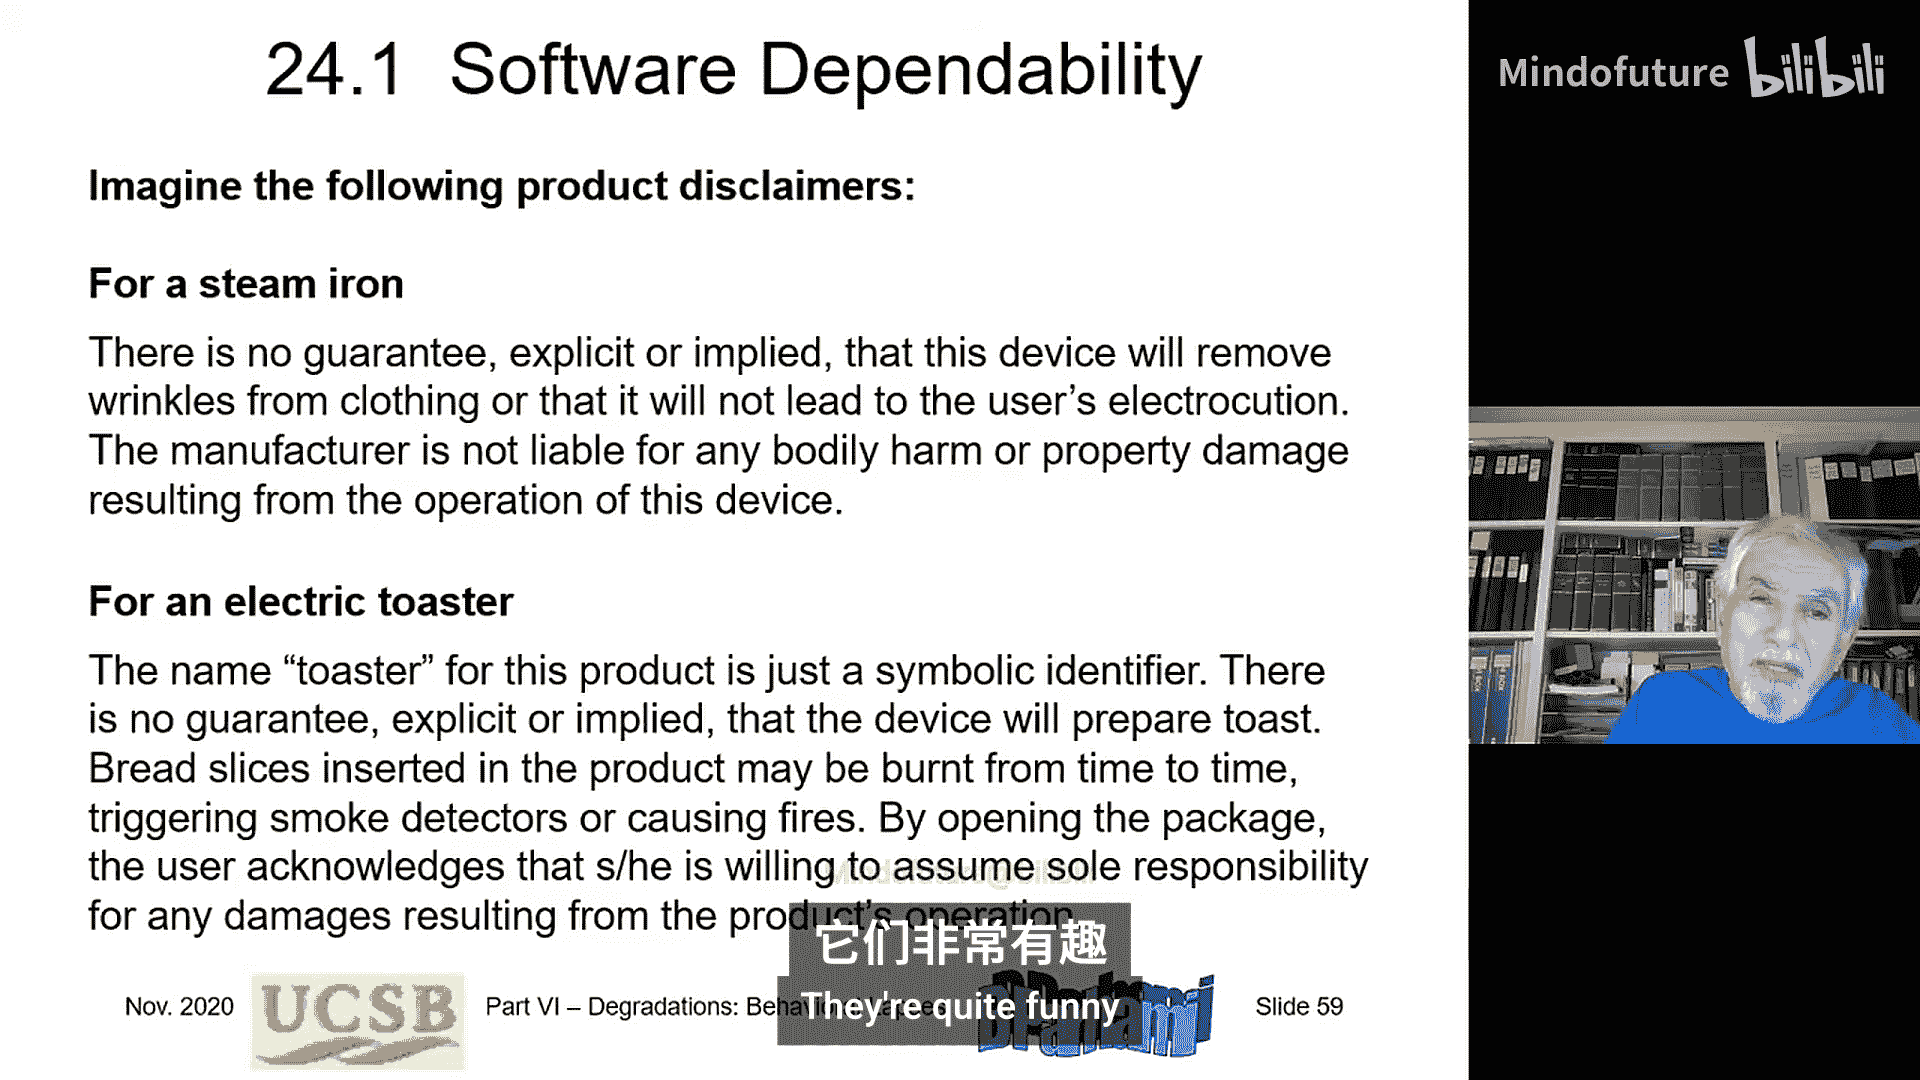 24.1 Software Dependability
Mindofuture bilibili
Imagine the following product disclaimers:
For a steam iron
There is no guarantee, explicit or implied, that this device will remove
wrinkles from clothing or that it will not lead to the user’s electrocution.
The manufacturer is not liable for any bodily harm or property damage
resulting from the operation of this device.
For an electric toaster
The name “toaster” for this product is just a symbolic identifier. There
is no guarantee, explicit or implied, that the device will prepare toast.
Bread slices inserted in the product may be burnt from time to time,
triggering smoke detectors or causing fires. By opening the package,
the user acknowledges that s/he is willing to assume sole responsibility
for any damages resulting from the product’s operation.
它们非常有趣
They're quite funny
Nov. 2020
UCSB
Part VI – Degradations: Behavioral Lapses
B. Parhami
Slide 59